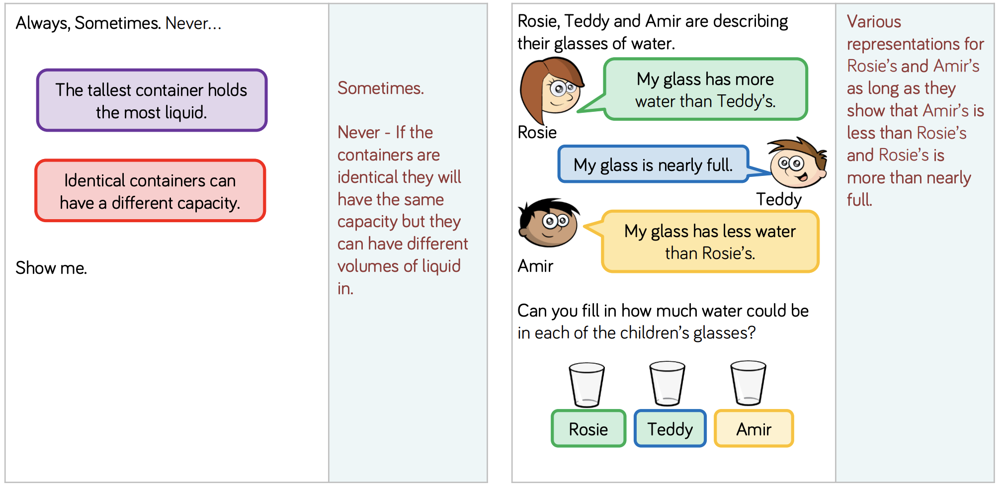 Always, Sometimes. Never...
The tallest container holds
the most liquid.
Identical containers can
have a different capacity.
Show me.
Sometimes.
Never - If the
containers are
identical they will
have the same
capacity but they
can have different
volumes of liquid
in.
Rosie, Teddy and Amir are describing
their glasses of water.
My glass has more
water than Teddy's.
Rosie
My glass is nearly full.
Teddy
My glass has less water
than Rosie's.
Amir
Can you fill in how much water could be
in each of the children's glasses?
Rosie
Teddy
Amir
Various
representations for
Rosie's and Amir's
as long as they
show that Amir's is
less than Rosie's
and Rosie's is
more than nearly
full.